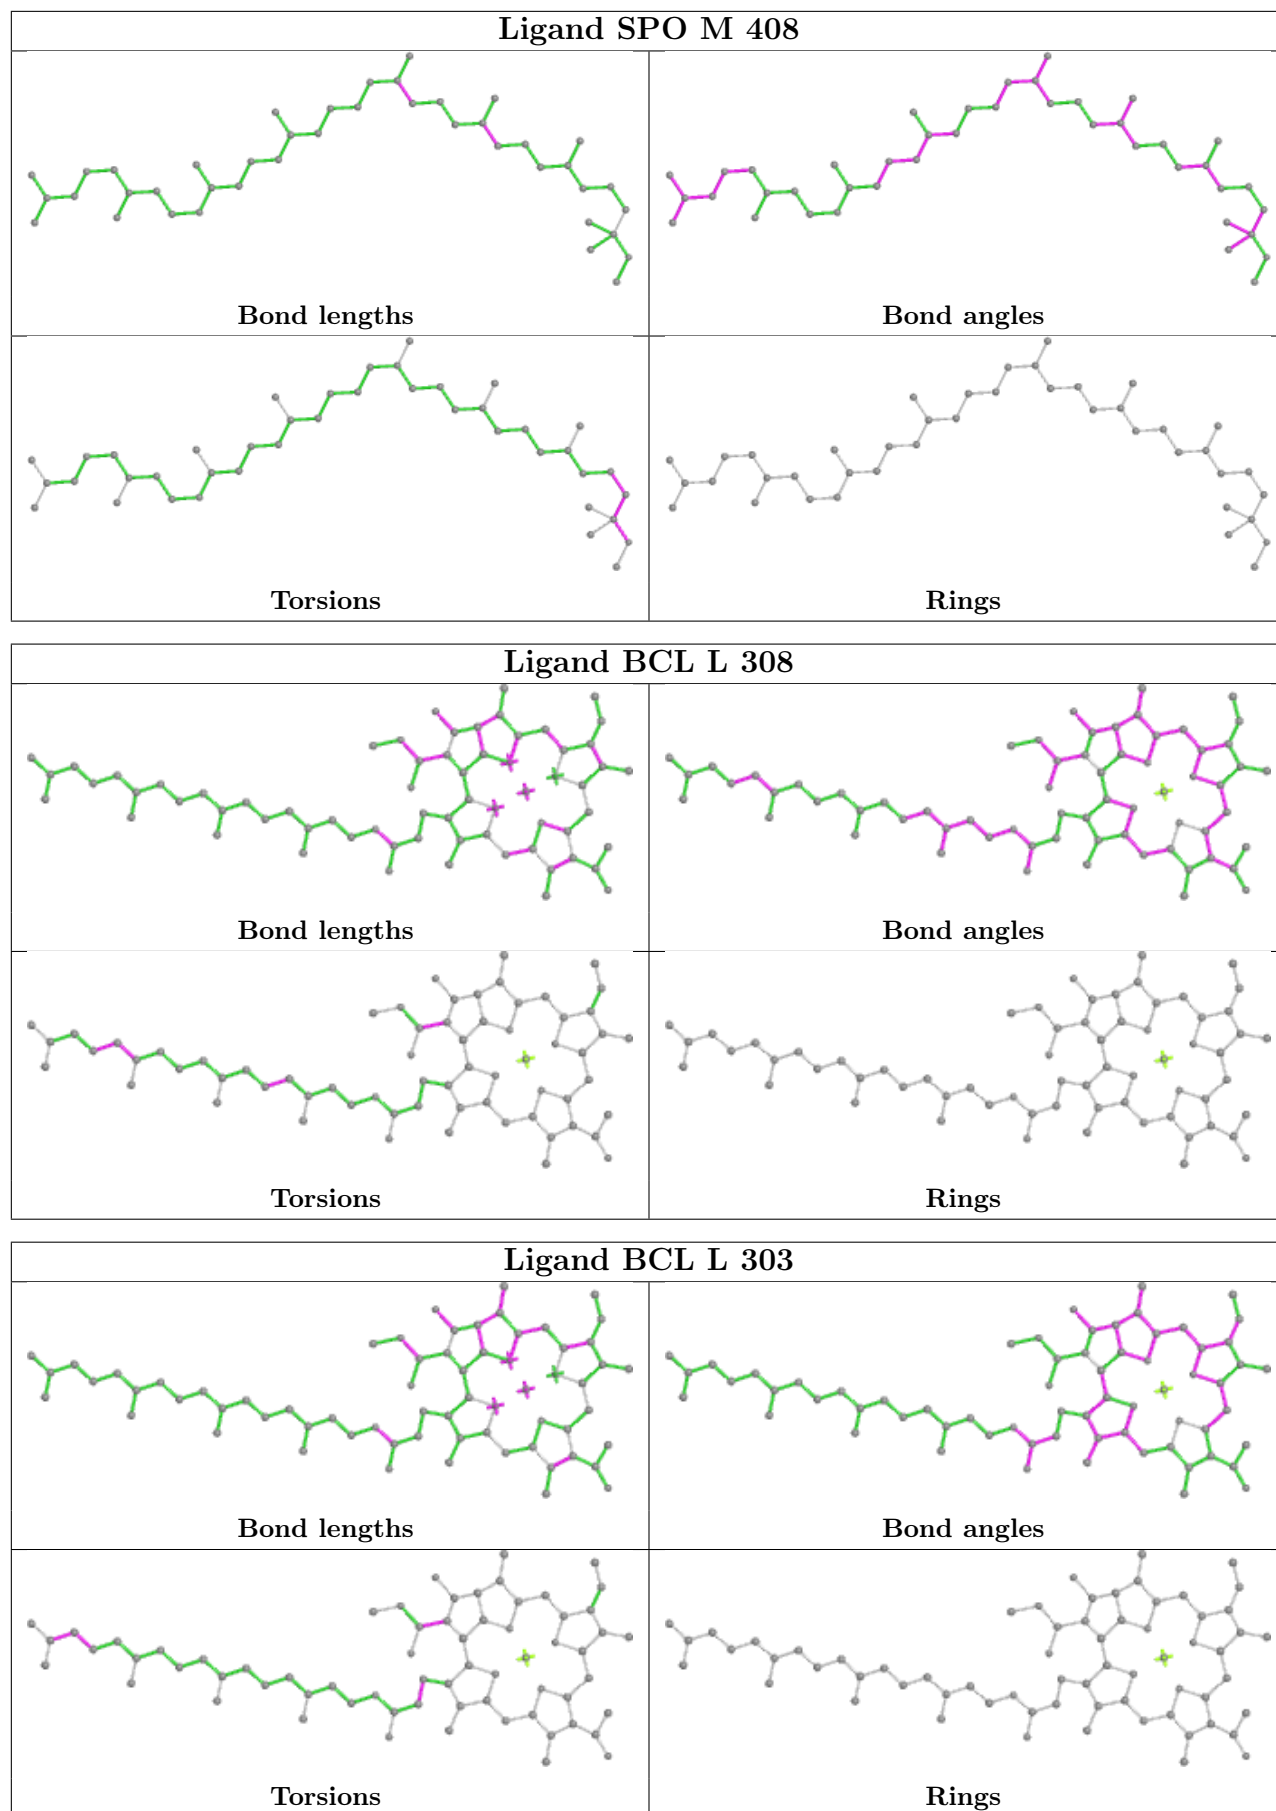 Ligand SPO M 408
Bond lengths
Bond angles
Torsions
Rings
Ligand BCL L 308
Bond lengths
Bond angles
Torsions
Rings
Ligand BCL L 303
Bond lengths
Bond angles
Torsions
Rings